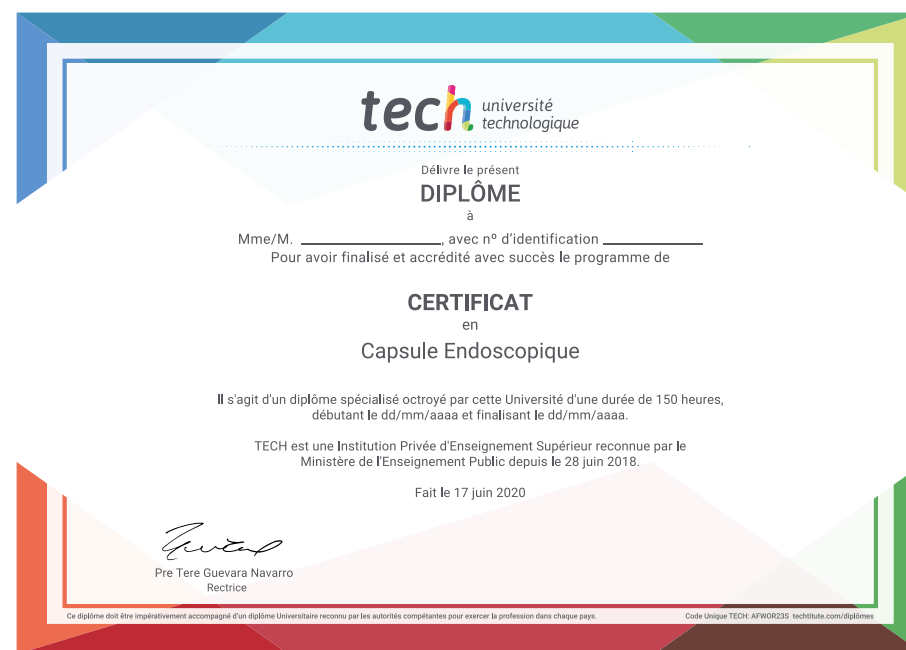 tech université
technologique
Délivre le présent
DIPLÔME
à
Mme/M. ____________________, avec nº d'identification ______________
Pour avoir finalisé et accrédité avec succès le programme de
CERTIFICAT
en
Capsule Endoscopique
Il s'agit d'un diplôme spécialisé octroyé par cette Université d'une durée de 150 heures,
débutant le dd/mm/aaaa et finalisant le dd/mm/aaaa.
TECH est une Institution Privée d'Enseignement Supérieur reconnue par le
Ministère de l'Enseignement Public depuis le 28 juin 2018.
Fait le 17 juin 2020
Pre Tere Guevara Navarro
Rectrice
Ce diplôme doit être impérativement accompagné d'un diplôme Universitaire reconnu par les autorités compétentes pour exercer la profession dans chaque pays.
Code Unique TECH: AFWOR23S techtitute.com/diplômes